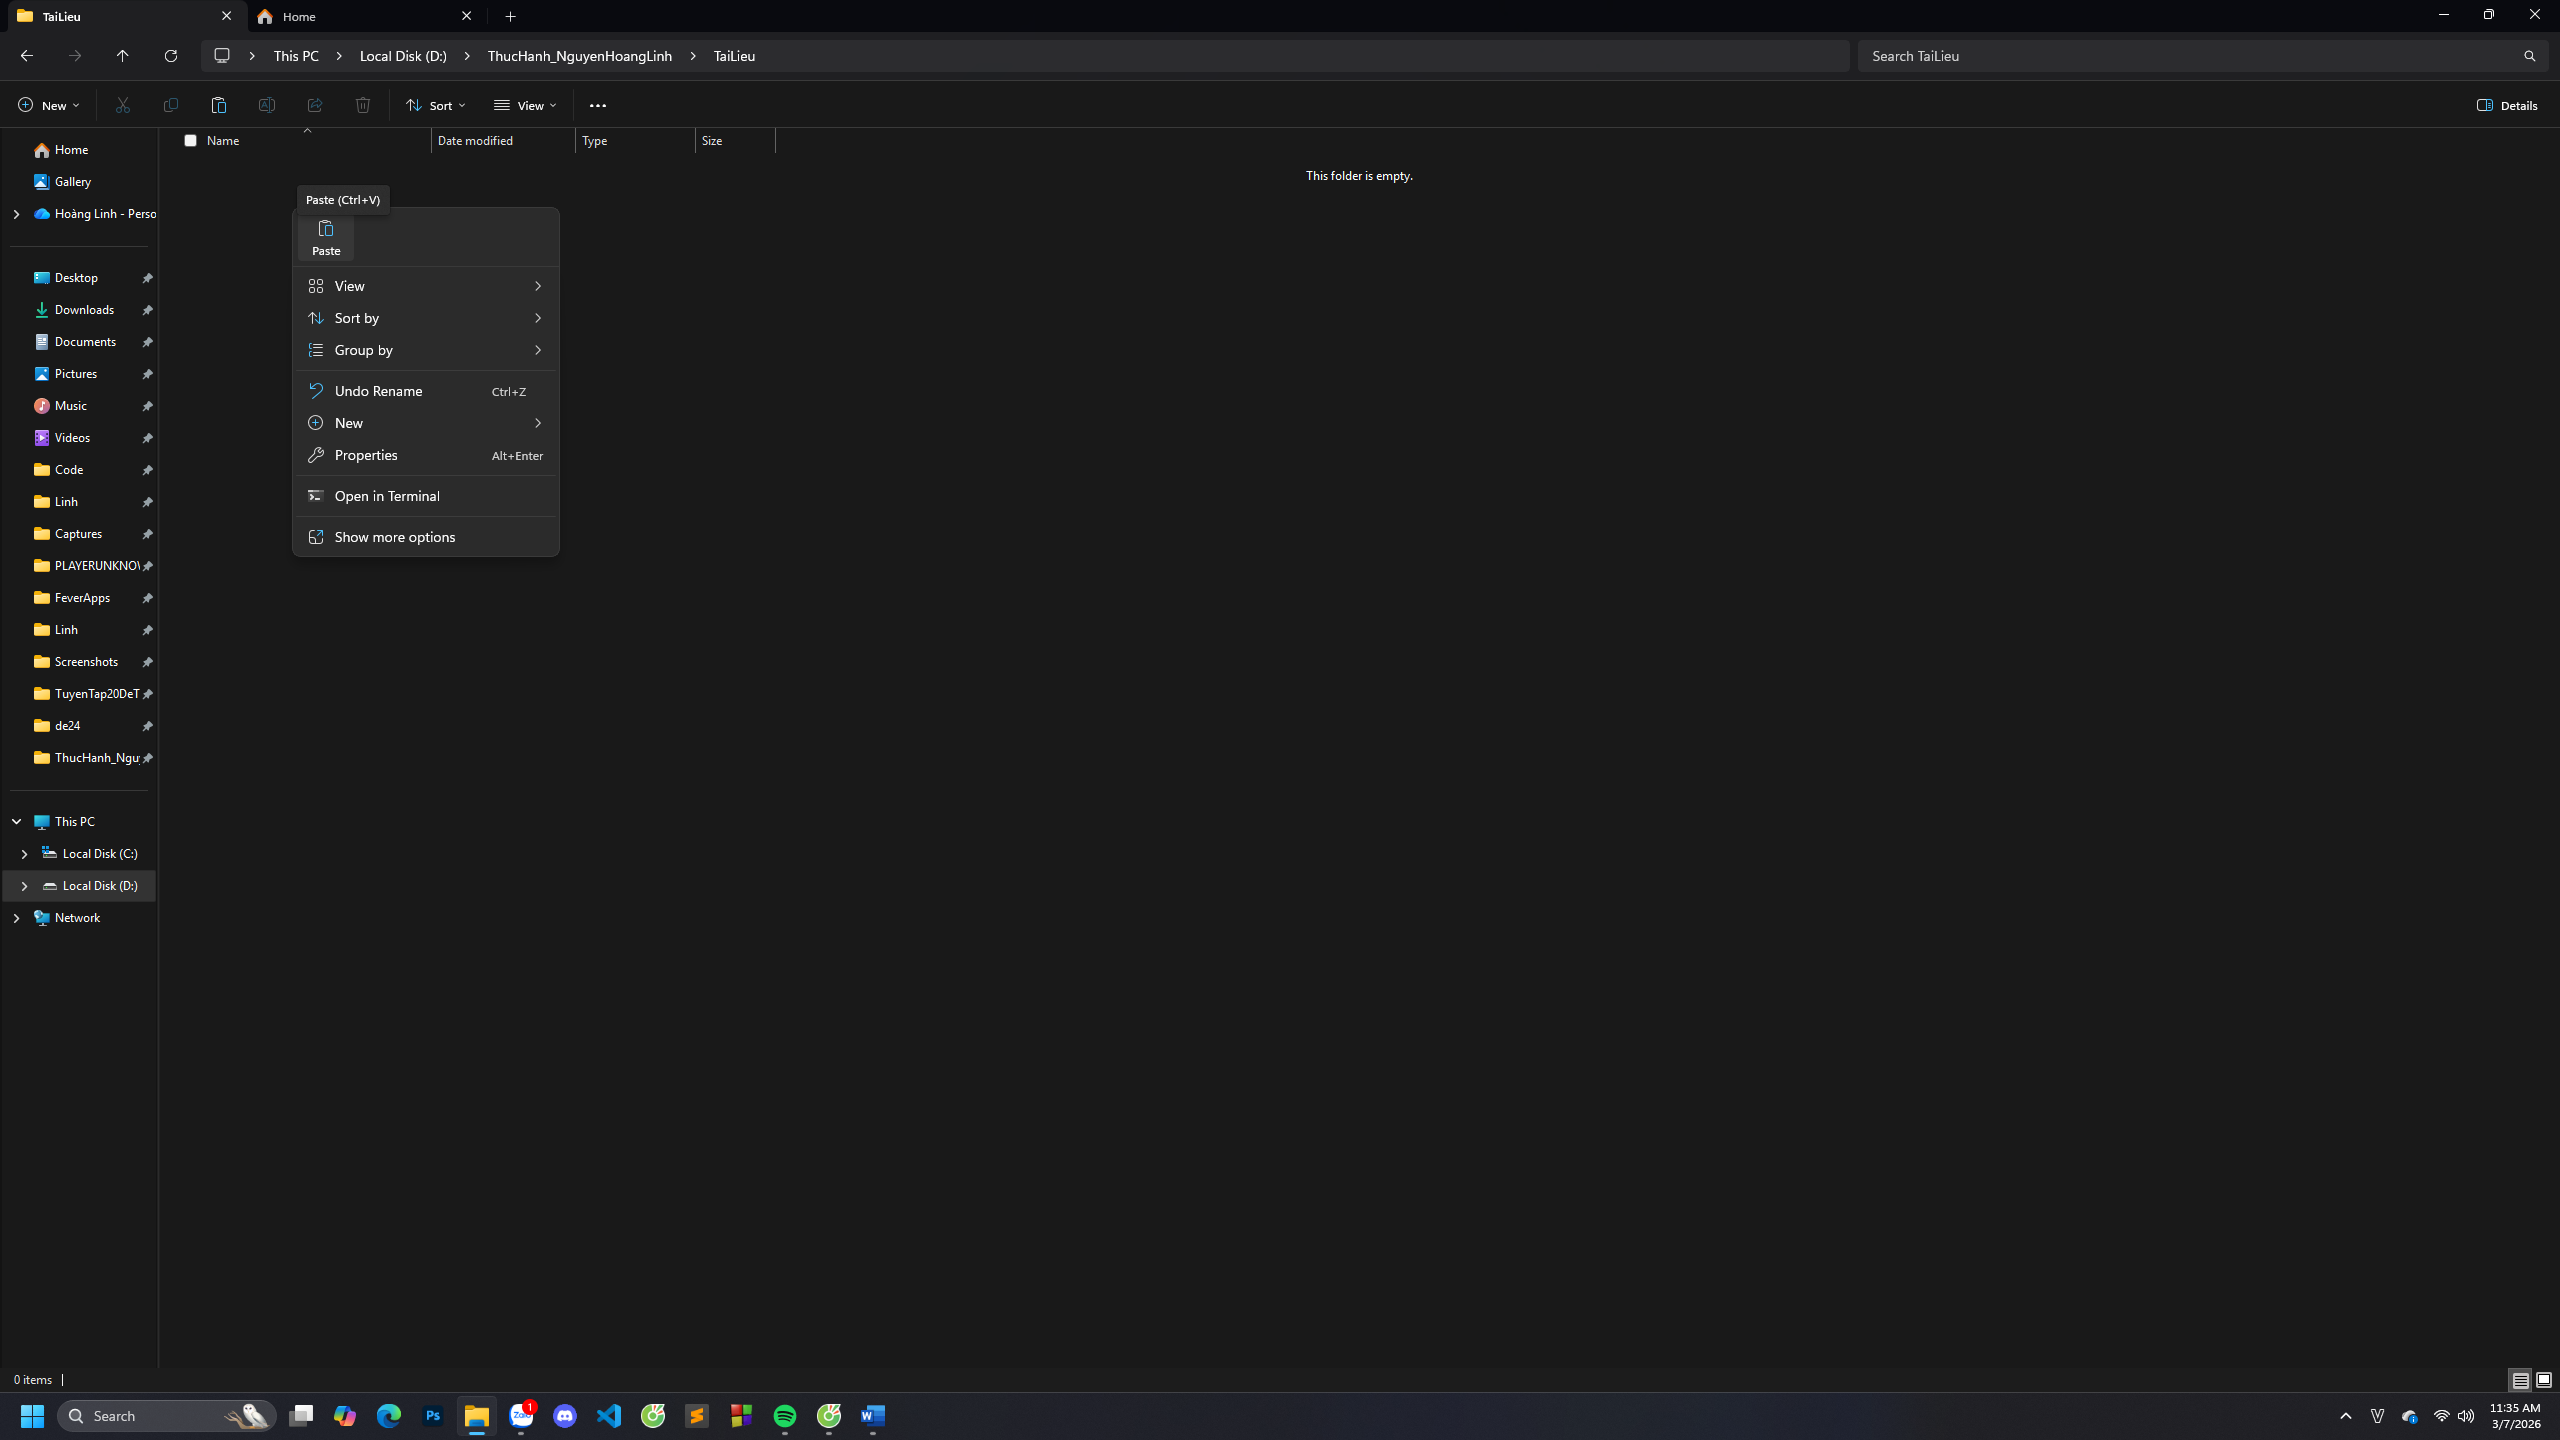 TaiLieu
Home
This PC > Local Disk (D:) > ThucHanh_NguyenHoangLinh > TaiLieu
Search TaiLieu
New
Sort
View
Details
Name
Date modified
Type
Size
This folder is empty.
Home
Gallery
Hoàng Linh - Perso
Desktop
Downloads
Documents
Pictures
Music
Videos
Code
Linh
Captures
PLAYERUNKNO
FeverApps
Linh
Screenshots
TuyenTap20DeT
de24
ThucHanh_Nguy
This PC
Local Disk (C:)
Local Disk (D:)
Network
Paste (Ctrl+V)
Paste
View
Sort by
Group by
Undo Rename Ctrl+Z
New
Properties Alt+Enter
Open in Terminal
Show more options
0 items
Search
Ps
Zalo
1
W
V
11:35 AM
3/7/2026